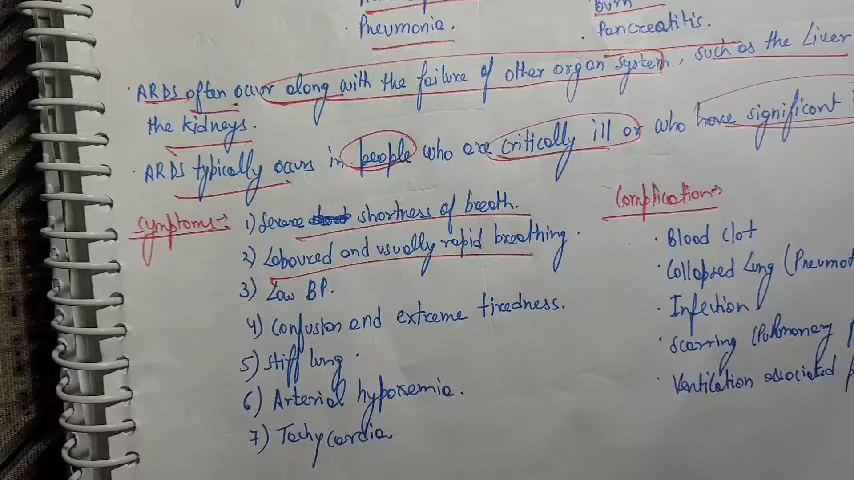 Burn
Pneumonia.
. Pancreatitis.
. ARDS often occur along with the failure of other organ system, such as the Liver
the kidneys.
. ARDS typically occurs in people who are critically ill or who have significant
Symptoms:- 1) Severe shortness of breath.
2) Laboured and usually rapid breathing.
3) Low BP.
4) Confusion and extreme tiredness.
5) Stiff lung.
6) Arterial hypoxemia.
7) Tachycardia
Complication:-
. Blood Clot
. Collapsed Lung (Pneumot
. Infection
. Scarring (Pulmonary
. Ventilation associated